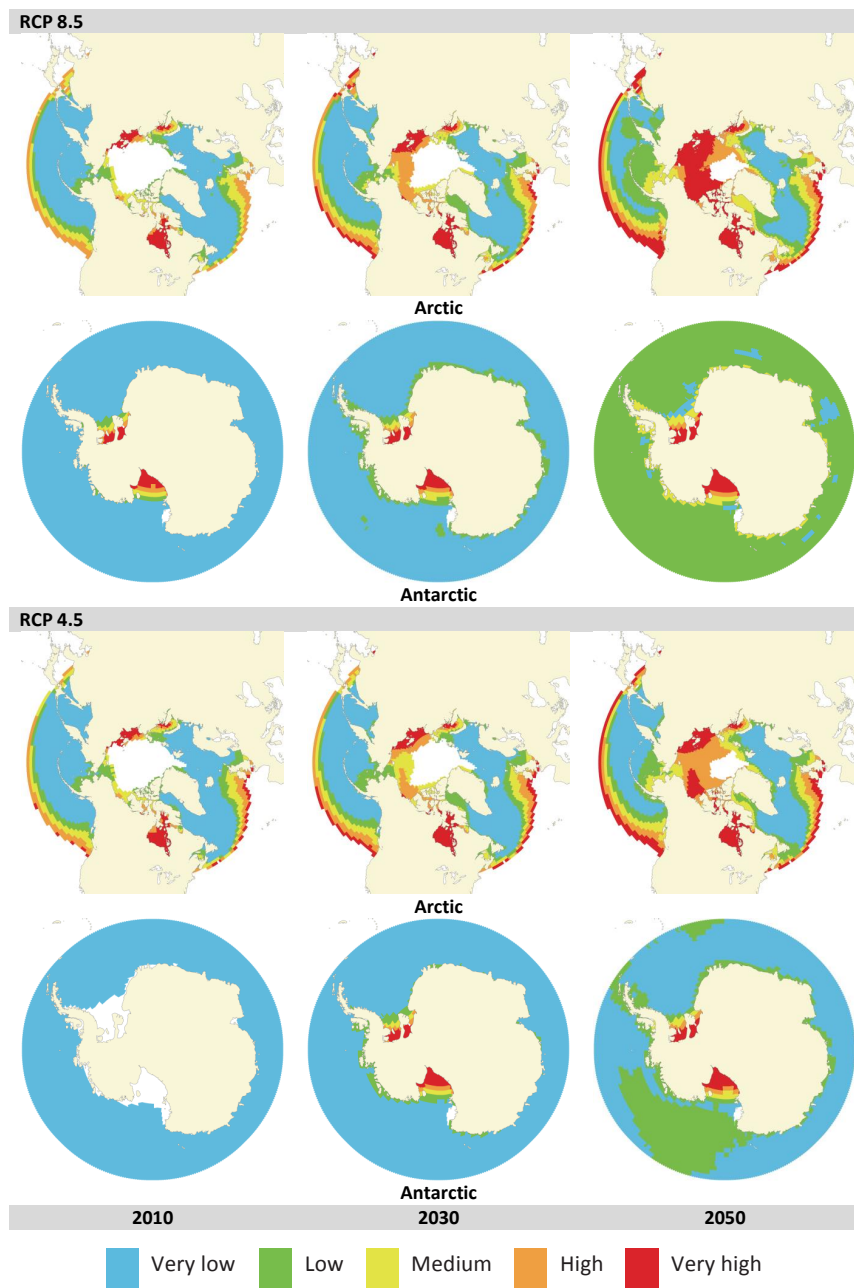 RCP 8.5
Arctic
Antarctic
RCP 4.5
Arctic
Antarctic
2010 2030 2050
Very low Low Medium High Very high